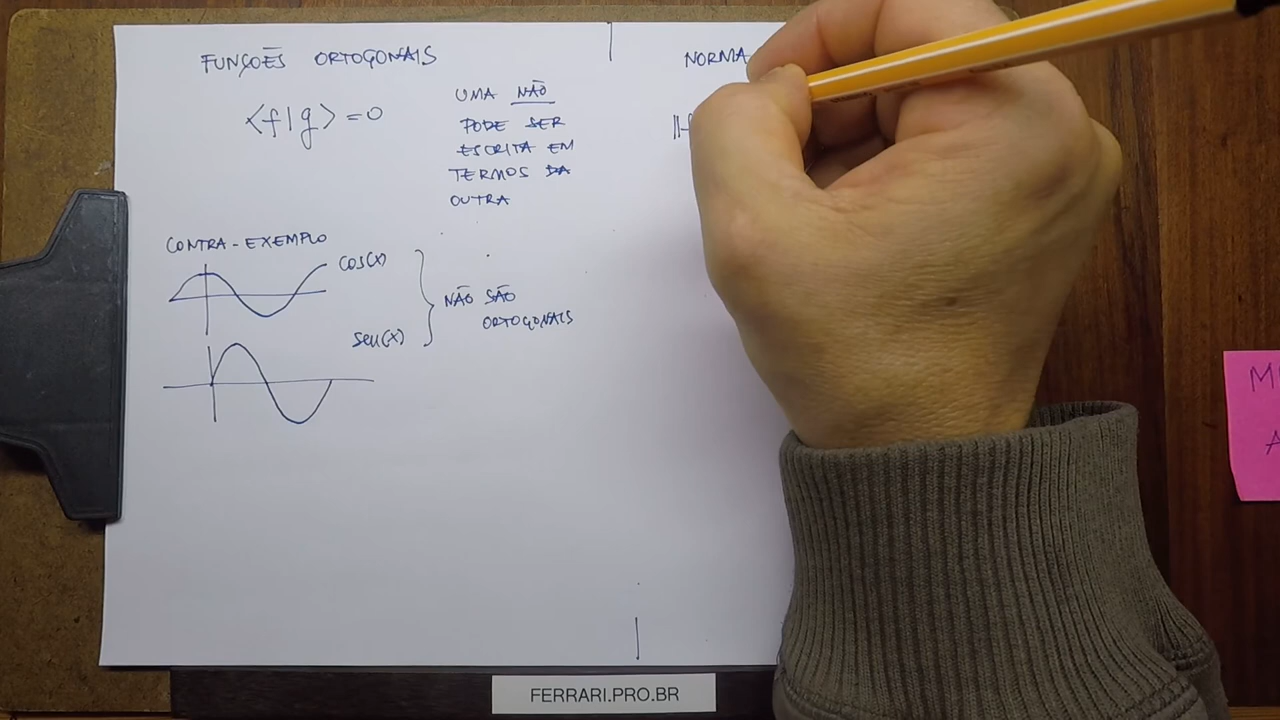 FUNÇOẼS ORTOGONAIS
<f|g> = 0
UMA NÃO
PODE SER
ESCRITA EM
TERMOS DA
OUTRA
CONTRA-EXEMPLO
COS(X)
SEN(X)
NÃO SÃO
ORTOGONAIS
NORMA
||f
FERRARI.PRO.BR